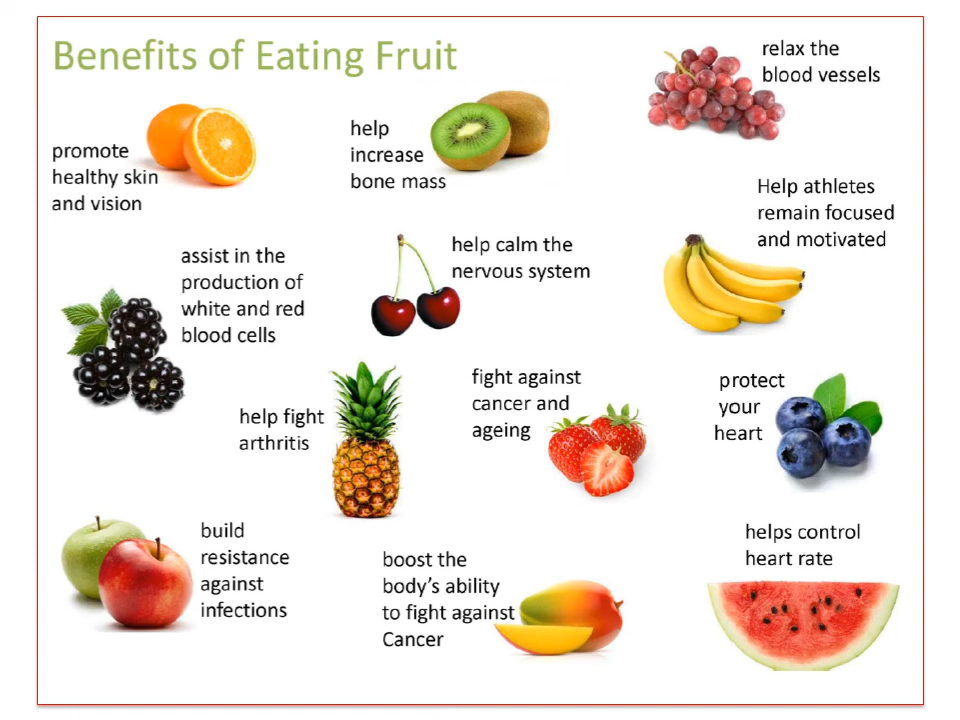 Benefits of Eating Fruit
relax the
blood vessels
help
increase
bone mass
promote
healthy skin
and vision
Help athletes
remain focused
and motivated
assist in the
production of
white and red
blood cells
help calm the
nervous system
help fight
arthritis
fight against
cancer and
ageing
protect
your
heart
build
resistance
against
infections
boost the
body’s ability
to fight against
Cancer
helps control
heart rate